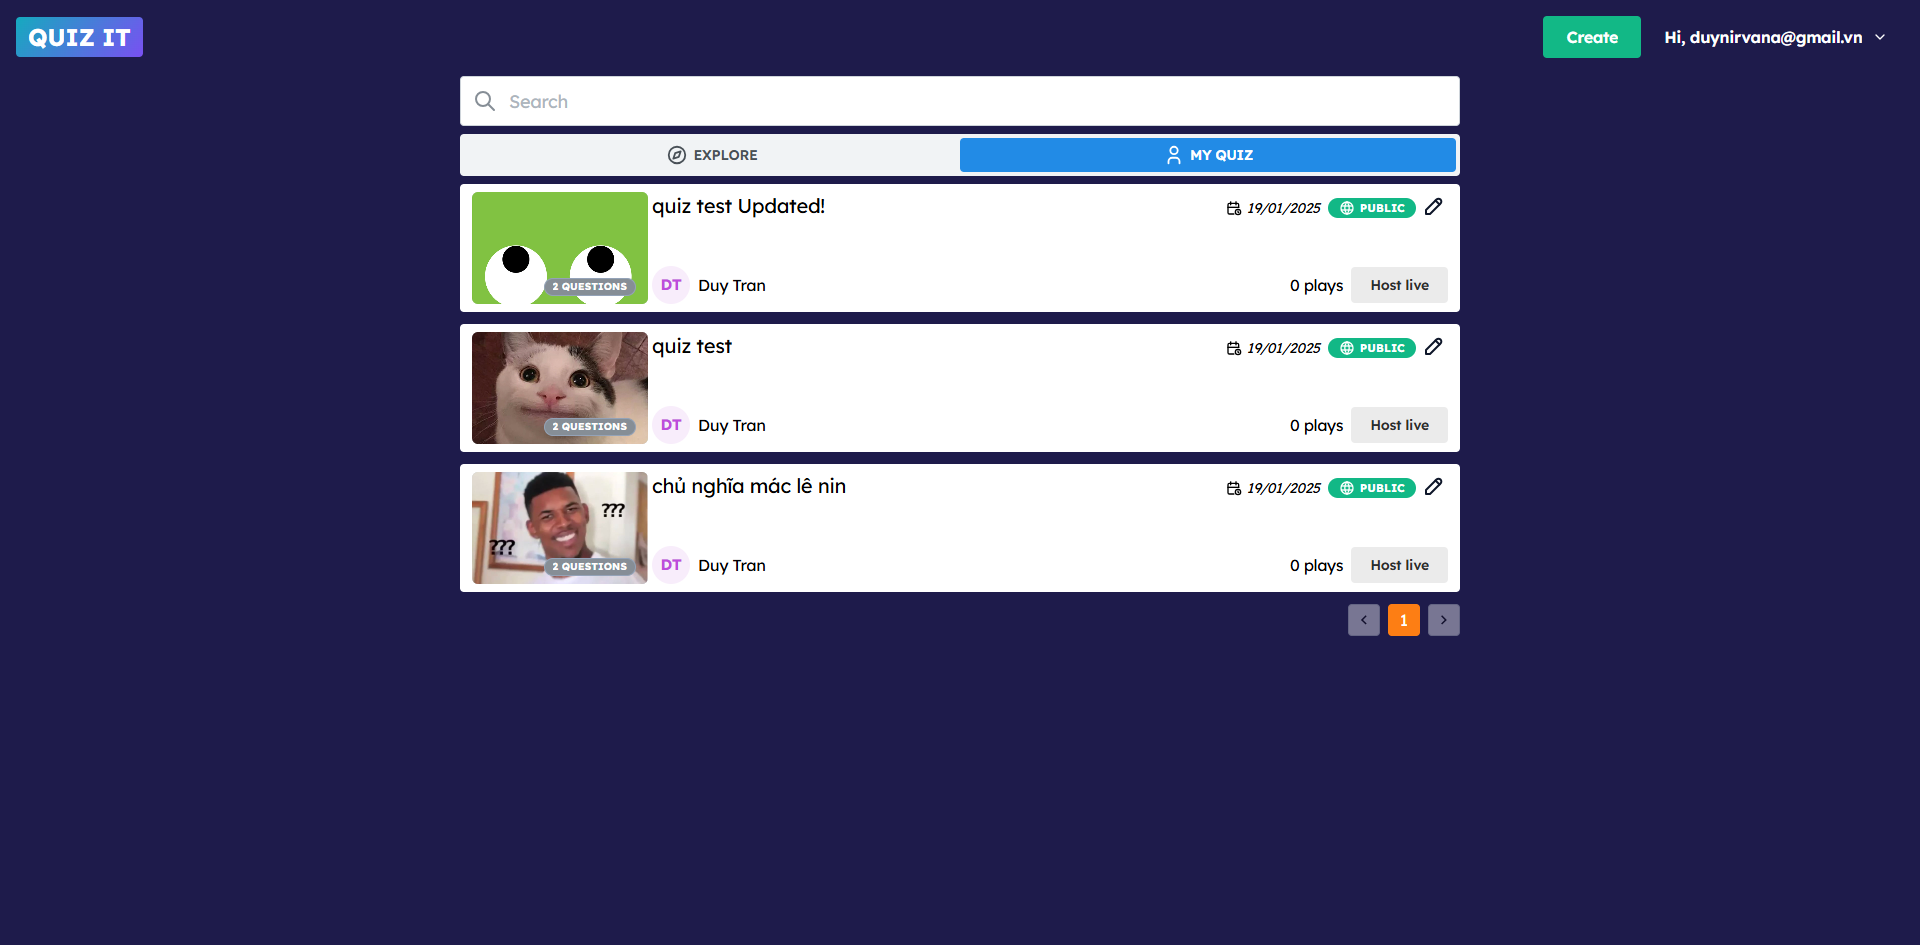 QUIZ IT
Create
Hi, duynirvana@gmail.vn
Search
EXPLORE
MY QUIZ
quiz test Updated!
19/01/2025
PUBLIC
2 QUESTIONS
DT
Duy Tran
0 plays
Host live
quiz test
19/01/2025
PUBLIC
2 QUESTIONS
DT
Duy Tran
0 plays
Host live
chủ nghĩa mác lê nin
19/01/2025
PUBLIC
???
???
2 QUESTIONS
DT
Duy Tran
0 plays
Host live
1